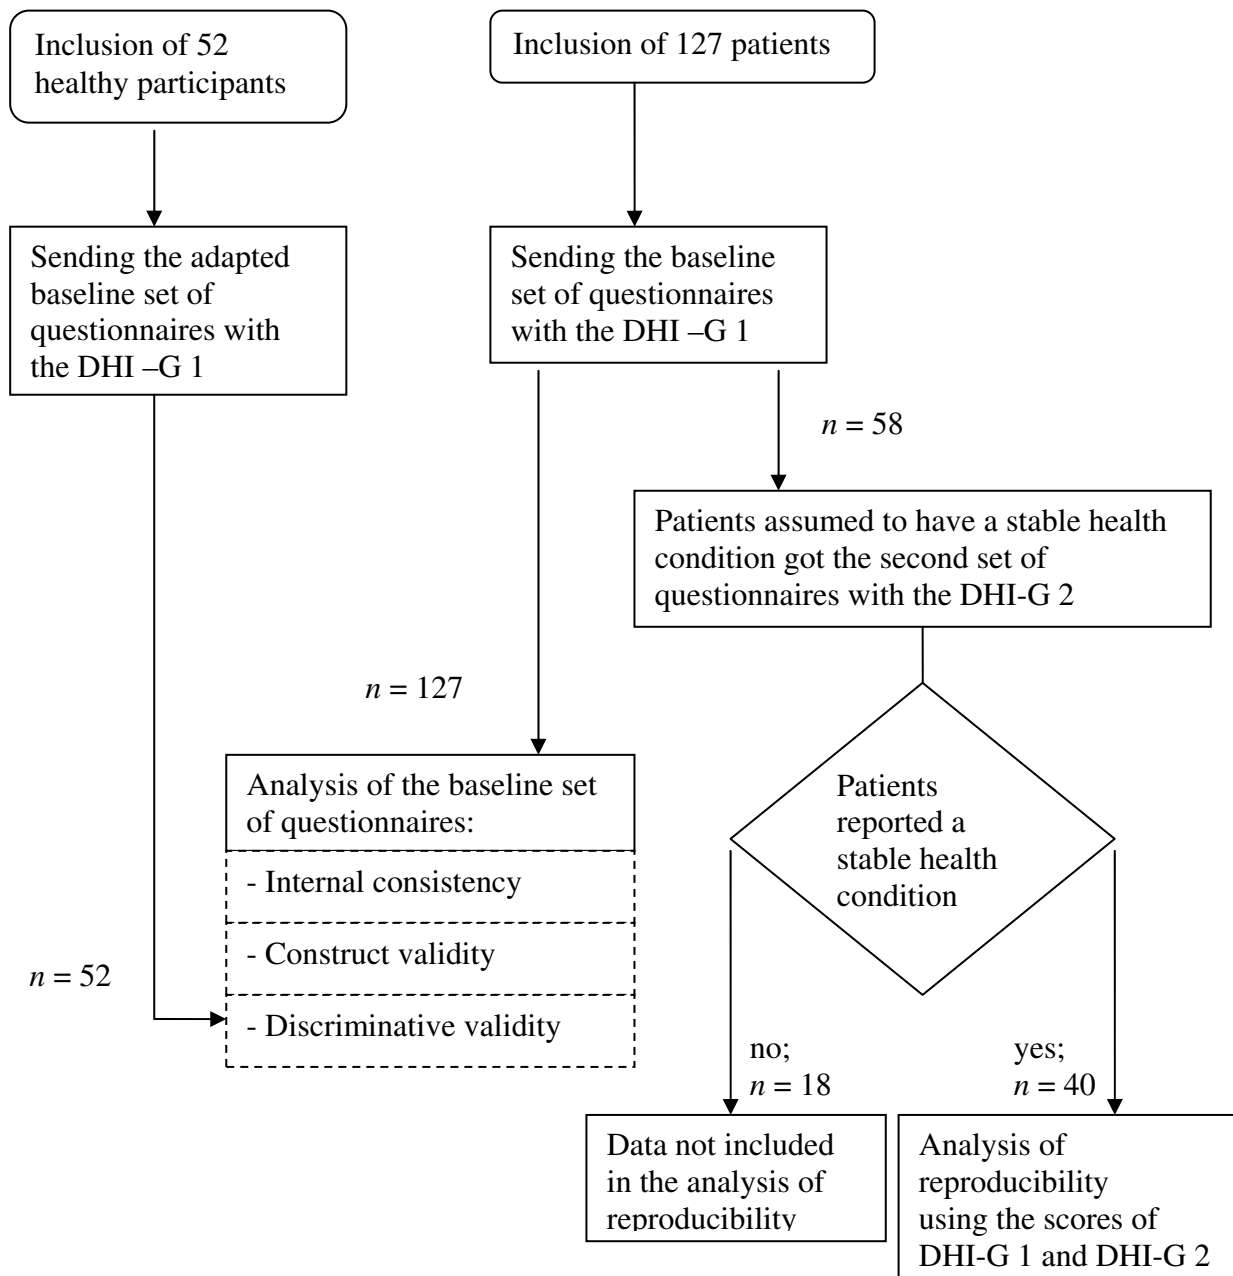 Inclusion of 52
healthy participants
Inclusion of 127 patients
Sending the adapted
baseline set of
questionnaires with
the DHI –G 1
Sending the baseline
set of questionnaires
with the DHI –G 1
n = 58
Patients assumed to have a stable health
condition got the second set of
questionnaires with the DHI-G 2
n = 127
Analysis of the baseline set
of questionnaires:
- Internal consistency
- Construct validity
- Discriminative validity
n = 52
Patients
reported a
stable health
condition
no;
n = 18
yes;
n = 40
Data not included
in the analysis of
reproducibility
Analysis of
reproducibility
using the scores of
DHI-G 1 and DHI-G 2